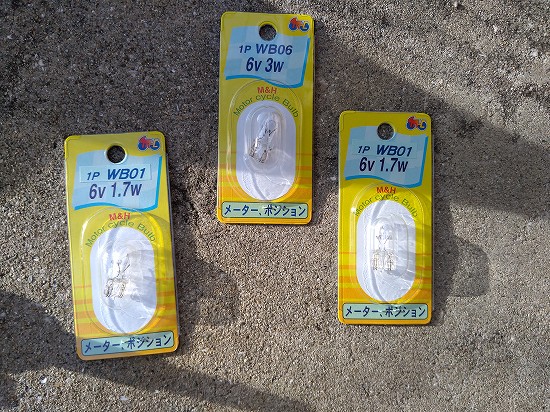 1P WB06
6v 3w
M&H
Motor cycle Bulb
メーター、ポジション
1P WB01
6v 1.7w
M&H
Motor cycle Bulb
メーター、ポジション
1P WB01
6v 1.7w
M&H
Motor cycle Bulb
メーター、ポジション